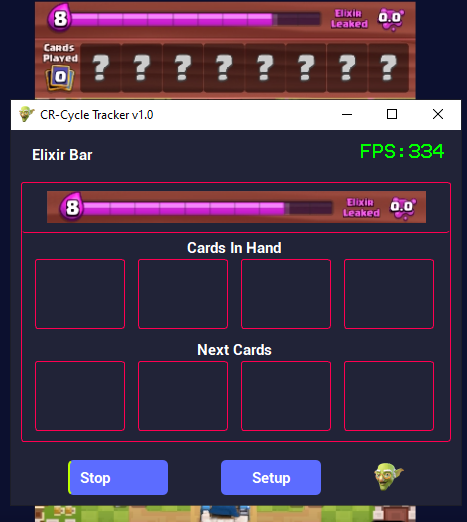 8 Elixir Leaked 0.0
Cards Played 0 ? ? ? ? ? ? ? ?
CR-Cycle Tracker v1.0
Elixir Bar FPS:334
8 Elixir Leaked 0.0
Cards In Hand
Next Cards
Stop Setup